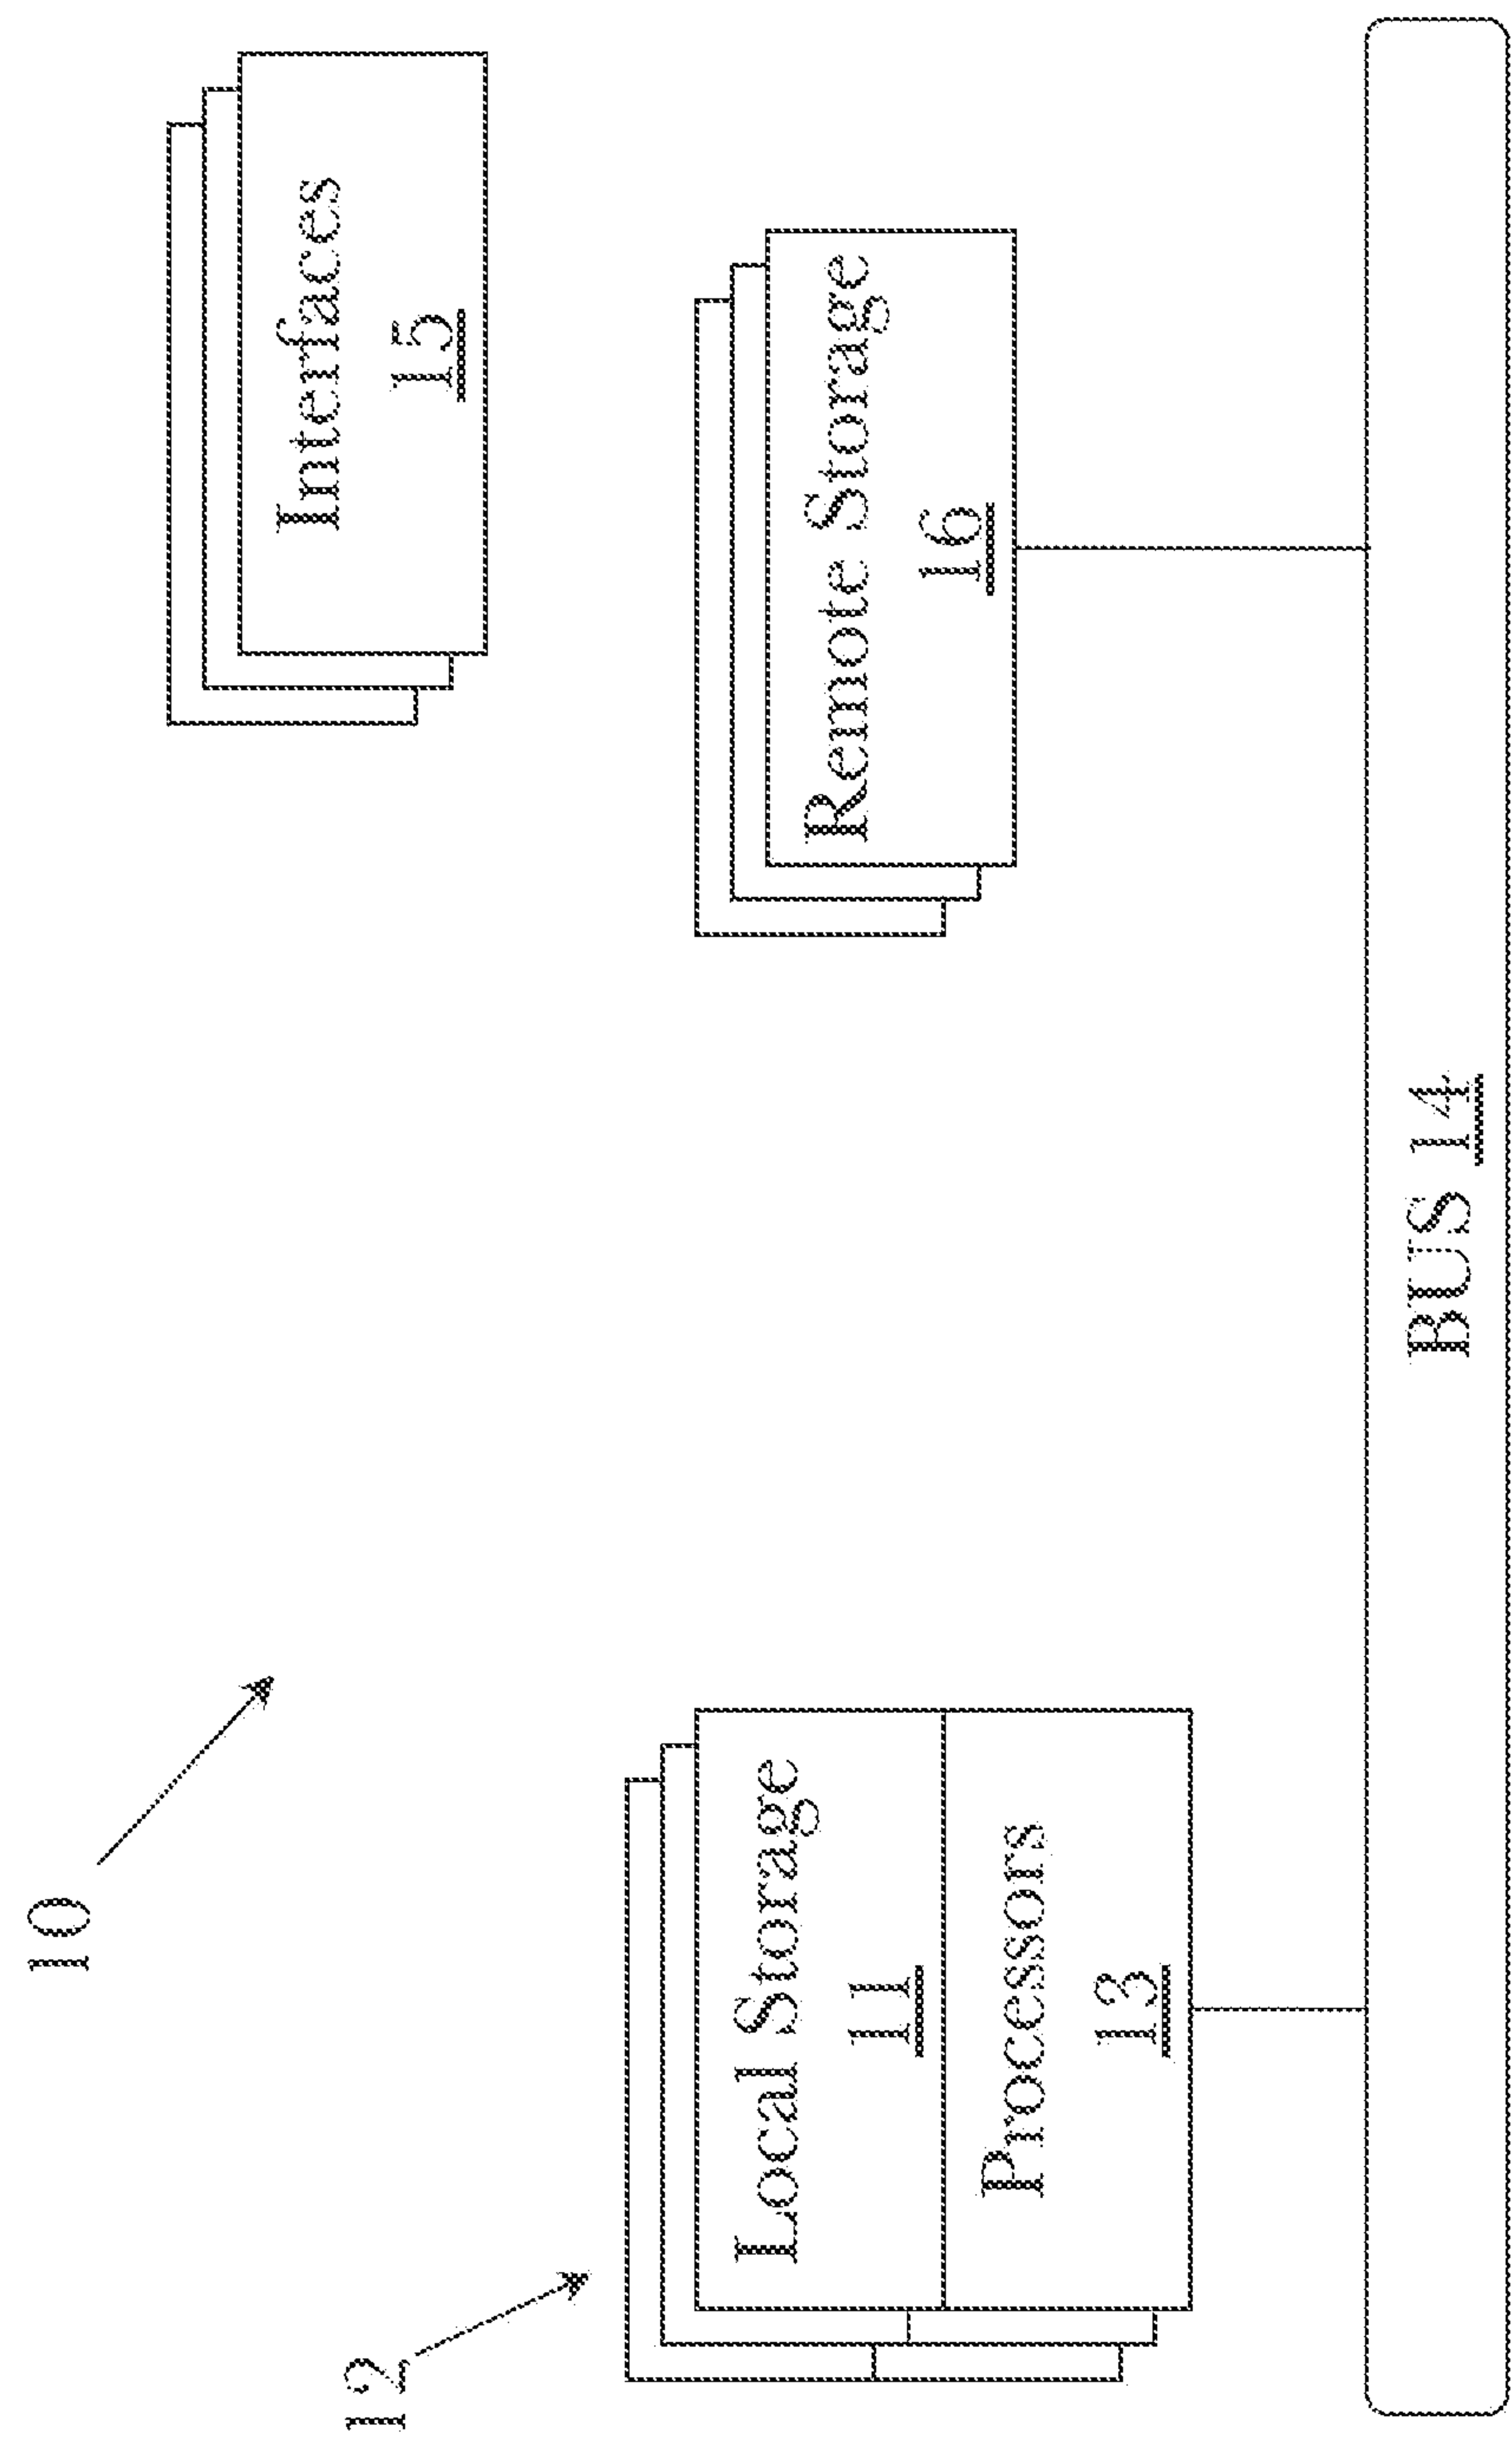 10
12
Interfaces
15
Local Storage
11
Processors
13
Remote Storage
16
BUS 14